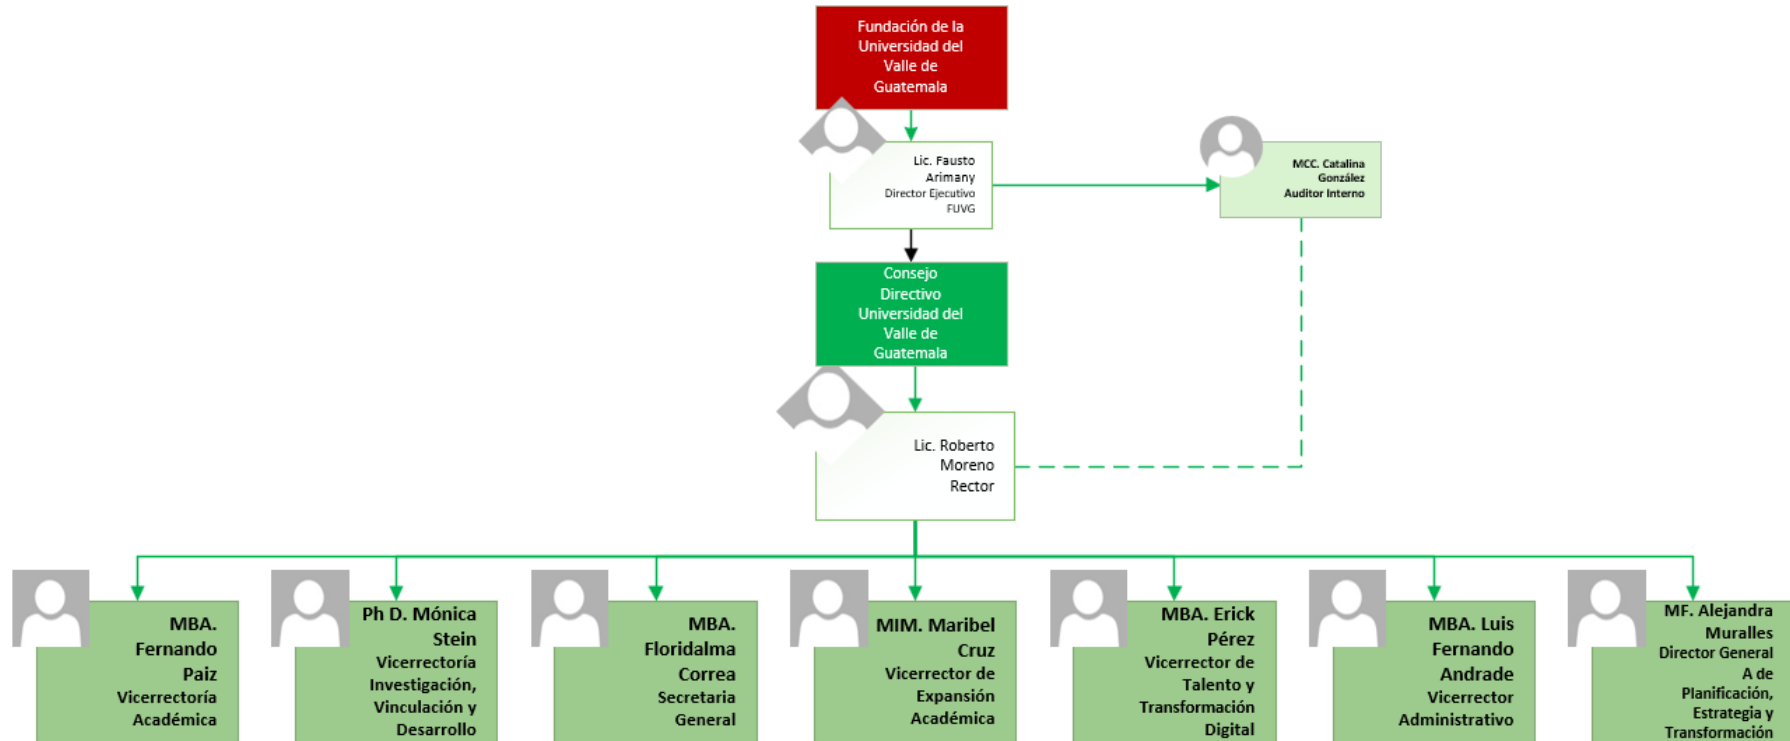 Fundación de la
Universidad del
Valle de
Guatemala
Lic. Fausto
Arimany
Director Ejecutivo
FUVG
MCC. Catalina
González
Auditor Interno
Consejo
Directivo
Universidad del
Valle de
Guatemala
Lic. Roberto
Moreno
Rector
MBA.
Fernando
Paiz
Vicerrectoría
Académica
Ph D. Mónica
Stein
Vicerrectoría
Investigación,
Vinculación y
Desarrollo
MBA.
Floridalma
Correa
Secretaria
General
MIM. Maribel
Cruz
Vicerrector de
Expansión
Académica
MBA. Erick
Pérez
Vicerrector de
Talento y
Transformación
Digital
MBA. Luis
Fernando
Andrade
Vicerrector
Administrativo
MF. Alejandra
Muralles
Director General
A de
Planificación,
Estrategia y
Transformación